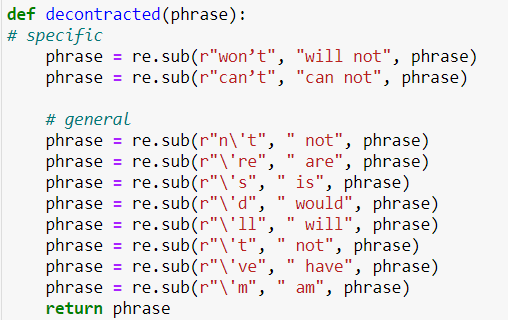 def decontracted(phrase):
# specific
    phrase = re.sub(r"won’t", "will not", phrase)
    phrase = re.sub(r"can’t", "can not", phrase)

    # general
    phrase = re.sub(r"n\'t", " not", phrase)
    phrase = re.sub(r"\'re", " are", phrase)
    phrase = re.sub(r"\'s", " is", phrase)
    phrase = re.sub(r"\'d", " would", phrase)
    phrase = re.sub(r"\'ll", " will", phrase)
    phrase = re.sub(r"\'t", " not", phrase)
    phrase = re.sub(r"\'ve", " have", phrase)
    phrase = re.sub(r"\'m", " am", phrase)
    return phrase